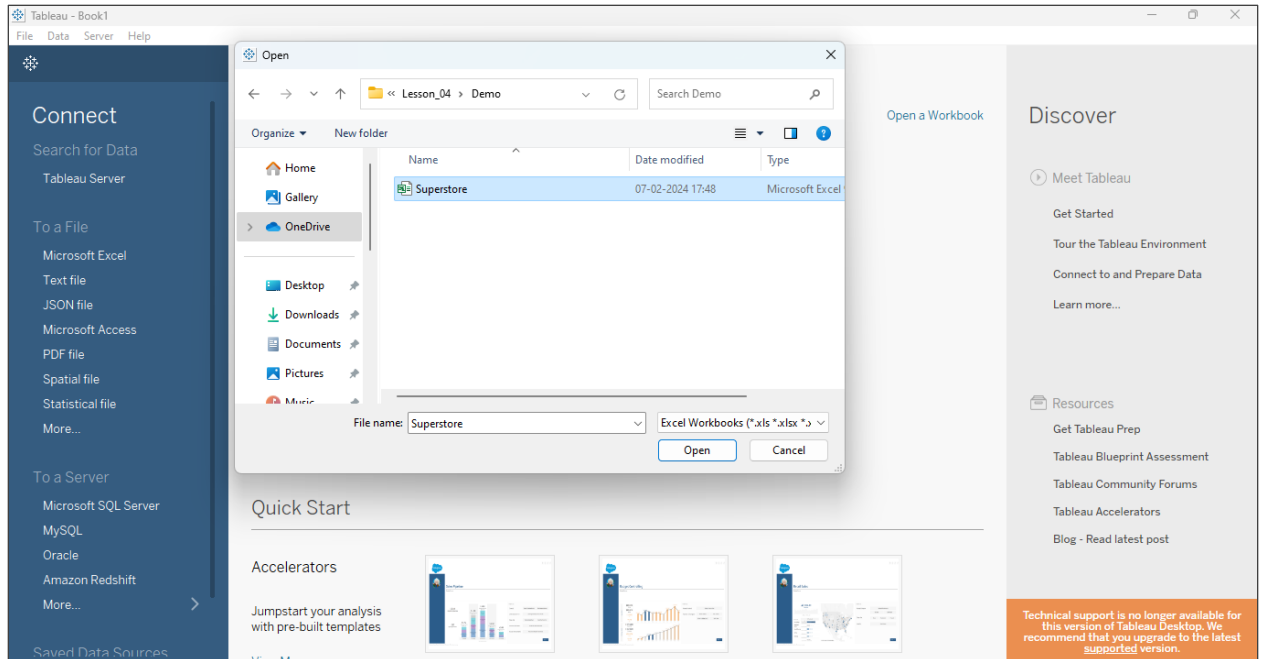 Tableau - Book1
File Data Server Help
Connect
Search for Data
Tableau Server
To a File
Microsoft Excel
Text file
JSON file
Microsoft Access
PDF file
Spatial file
Statistical file
More...
To a Server
Microsoft SQL Server
MySQL
Oracle
Amazon Redshift
More...
Saved Data Sources
Open
« Lesson_04 › Demo
Search Demo
Organize
New folder
Home
Gallery
OneDrive
Desktop
Downloads
Documents
Pictures
Music
Name Date modified Type
Superstore 07-02-2024 17:48 Microsoft Excel
File name: Superstore
Excel Workbooks (*.xls *.xlsx *.
Open Cancel
Open a Workbook
Quick Start
Accelerators
Jumpstart your analysis
with pre-built templates
Discover
Meet Tableau
Get Started
Tour the Tableau Environment
Connect to and Prepare Data
Learn more...
Resources
Get Tableau Prep
Tableau Blueprint Assessment
Tableau Community Forums
Tableau Accelerators
Blog - Read latest post
Technical support is no longer available for
this version of Tableau Desktop. We
recommend that you upgrade to the latest
supported version.